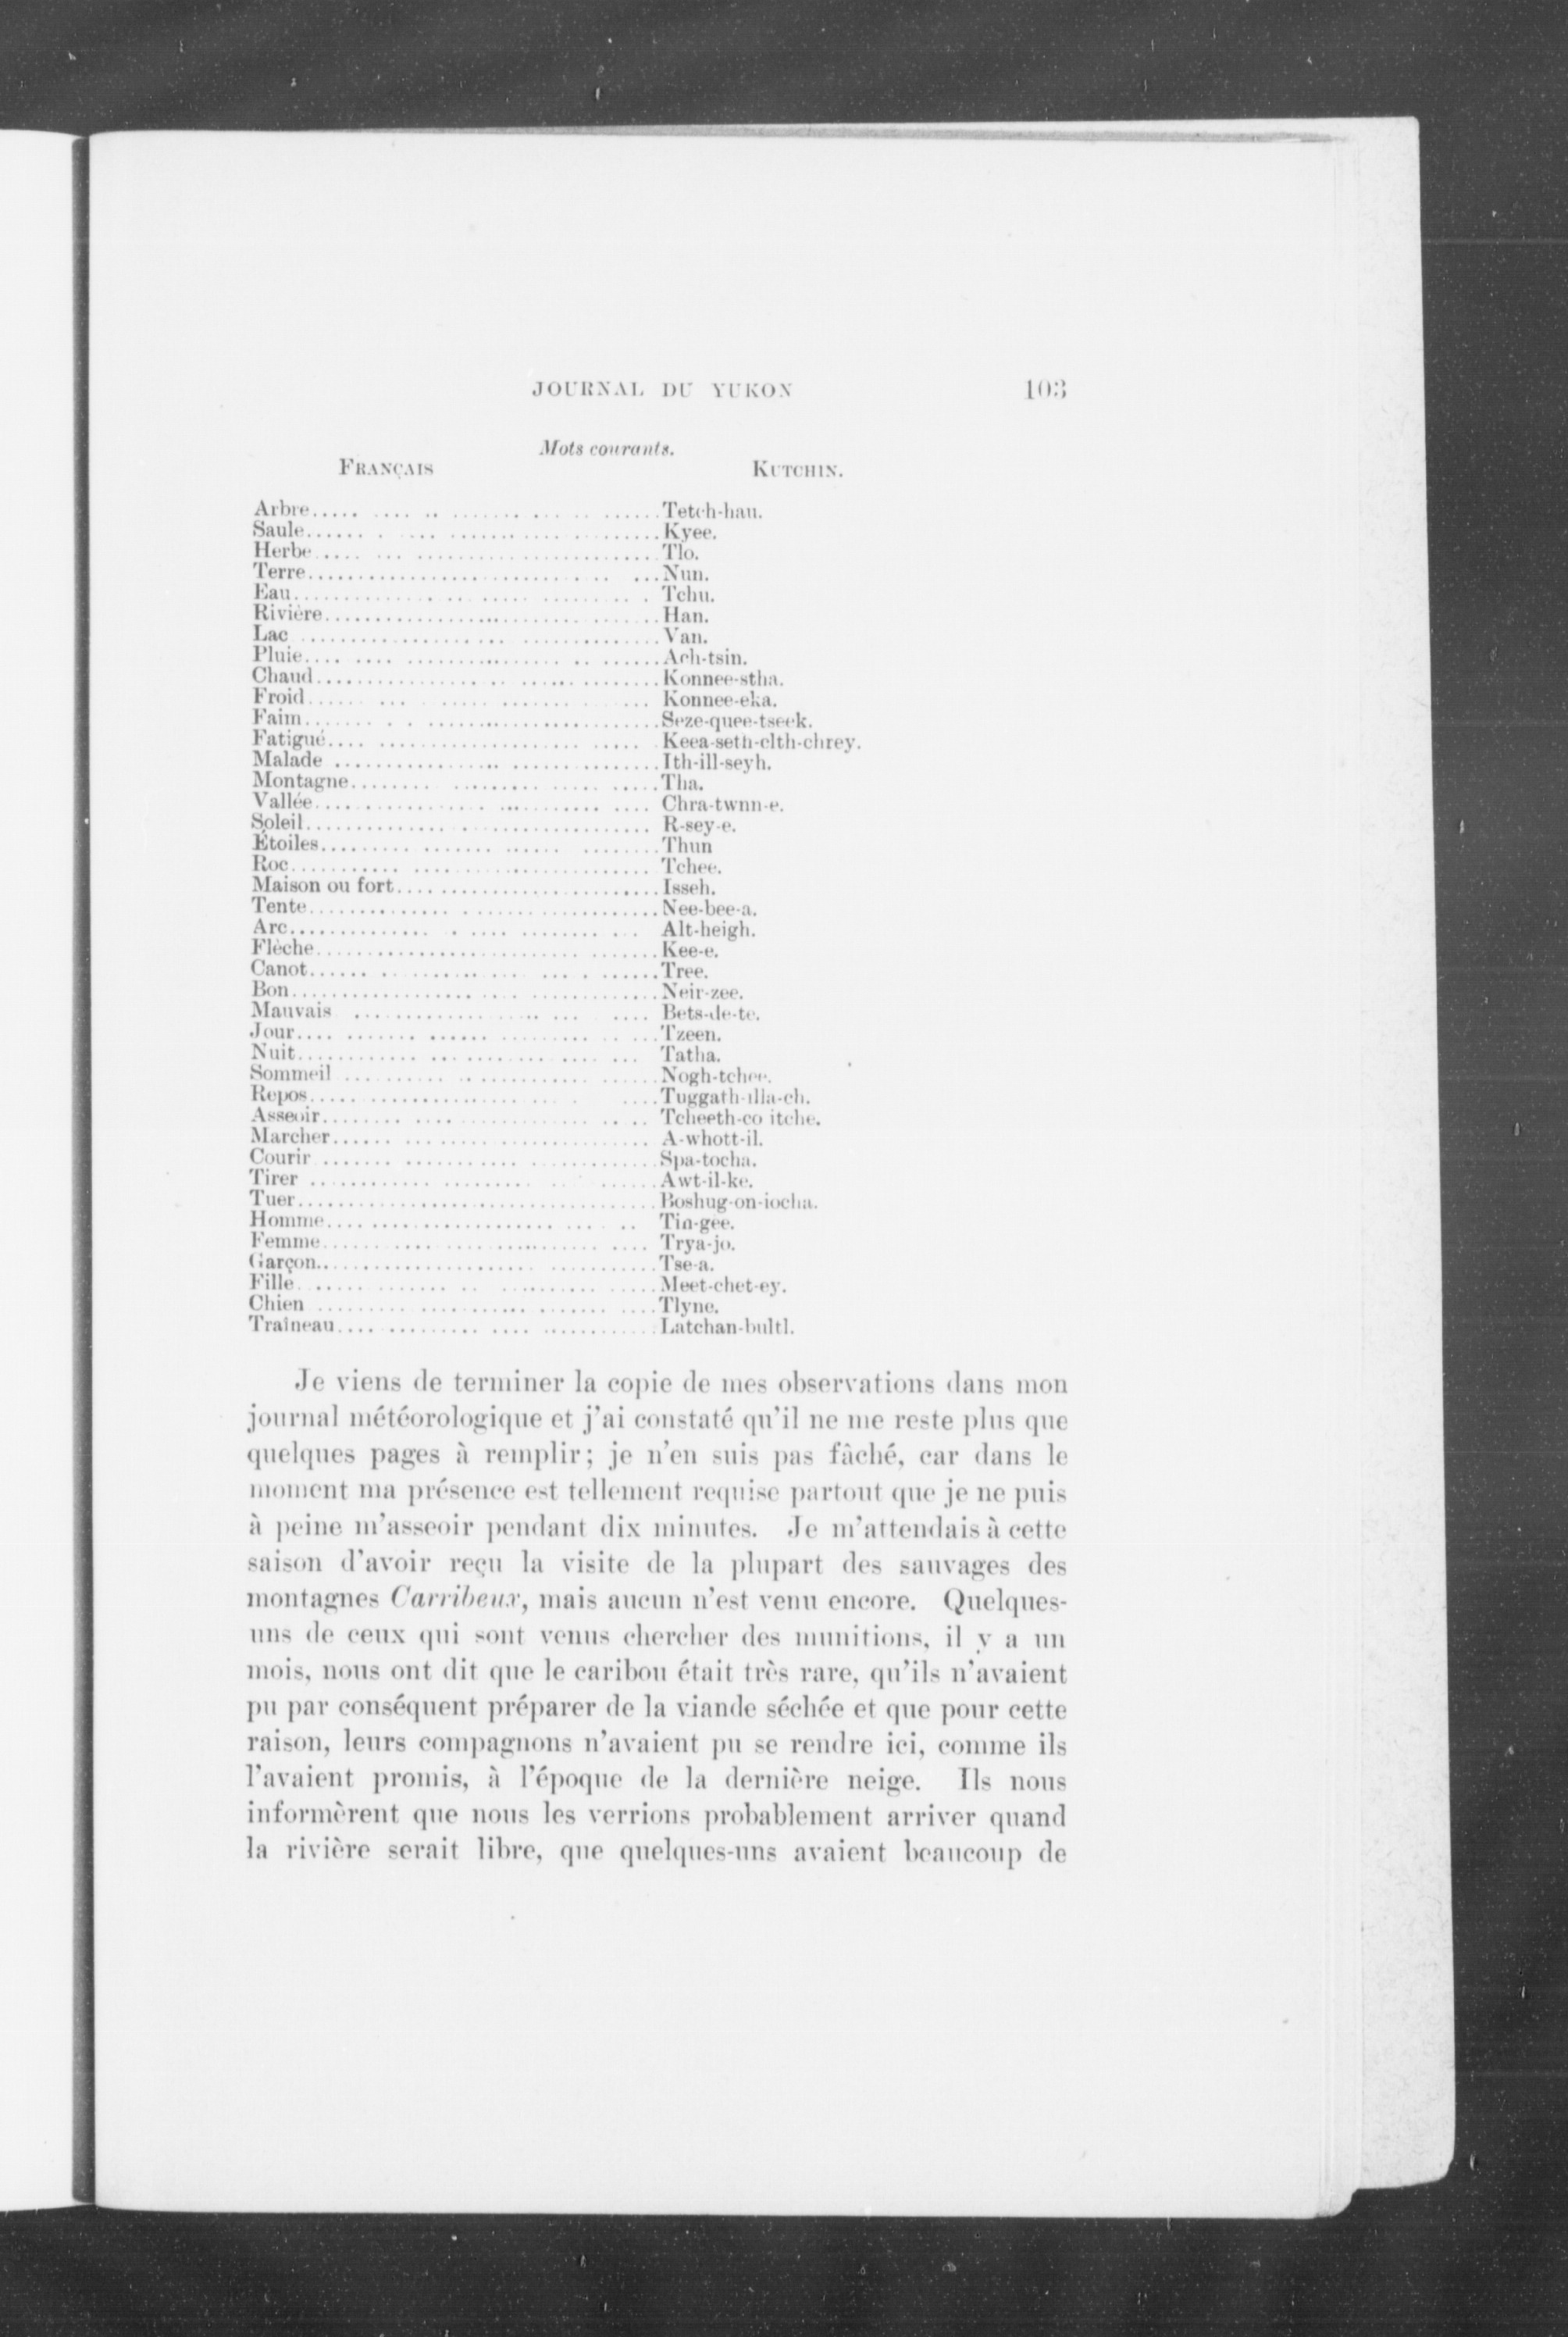 JOURNAL DU YUKON 103
Mots courants.
FRANÇAIS KUTCHIN.
Arbre..... .... .. ....... ... .. ......Tetch-hau.
Saule...... . .... ......... ... .......Kyee.
Herbe..... ... ........................Tlo.
Terre.............................. ...Nun.
Eau............... . ..... ......... . Tchu.
Rivière.......................... .......Han.
Lac .................... ..............Van.
Pluie.... .... ............... .. ......Ach-tsin.
Chaud................... ...... ........Konnee-stha.
Froid...... ... ...... ............ ... Konnee-eka.
Faim....... . . .......................Seze-quee-tseek.
Fatigué.... .................... ..... Keea-seth-elth-chrey.
Malade ................ ...............Ith-ill-seyh.
Montagne........ ......... ..... .....Tha.
Vallée................. ........... .... Chra-twnn-e.
Soleil.................................. R-sey-e.
Étoiles......... ....... ...... ........Thun
Roc........... ........................ Tchee.
Maison ou fort..........................Isseh.
Tente.............. ...................Nee-bee-a.
Arc.............. . .... ......... ... Alt-heigh.
Flèche.......................... .......Kee-e.
Canot...... .............. ... . ......Tree.
Bon.................. .... .............Neir-zee.
Mauvais ................... ... .... Bets-de-te.
Jour.... ....... ...... ......... .. ...Tzeen.
Nuit............ ... ......... .... ... Tatha.
Sommeil .......... .. ........... ......Nogh-tchee.
Repos........................... ....Tuggath-illa-ch.
Asseoir........ .... .............. .. .. Tcheeth-co itche.
Marcher...... ......................... A-whott-il.
Courir ....... ........... .............Spa-tocha.
Tirer ............ ......... .. ......Awt-il-ke.
Tuer....................................Boshug-on-iocha.
Homme.... ................... ... .. Tin-gee.
Femme........................... .... Trya-jo.
Garçon...................... ...........Tse-a.
Fille. ............. .. .......... .....Meet-chet-ey.
Chien ......... ........... ....... ....Tlyne.
Traîneau.... ......... .... ............Latchan-bultl.
Je viens de terminer la copie de mes observations dans mon
journal météorologique et j'ai constaté qu'il ne me reste plus que
quelques pages à remplir; je n'en suis pas fâché, car dans le
moment ma présence est tellement requise partout que je ne puis
à peine m'asseoir pendant dix minutes. Je m'attendais à cette
saison d'avoir reçu la visite de la plupart des sauvages des
montagnes Carribeux, mais aucun n'est venu encore. Quelques-
uns de ceux qui sont venus chercher des munitions, il y a un
mois, nous ont dit que le caribou était très rare, qu'ils n'avaient
pu par conséquent préparer de la viande séchée et que pour cette
raison, leurs compagnons n'avaient pu se rendre ici, comme ils
l'avaient promis, à l'époque de la dernière neige. Ils nous
informèrent que nous les verrions probablement arriver quand
la rivière serait libre, que quelques-uns avaient beaucoup de